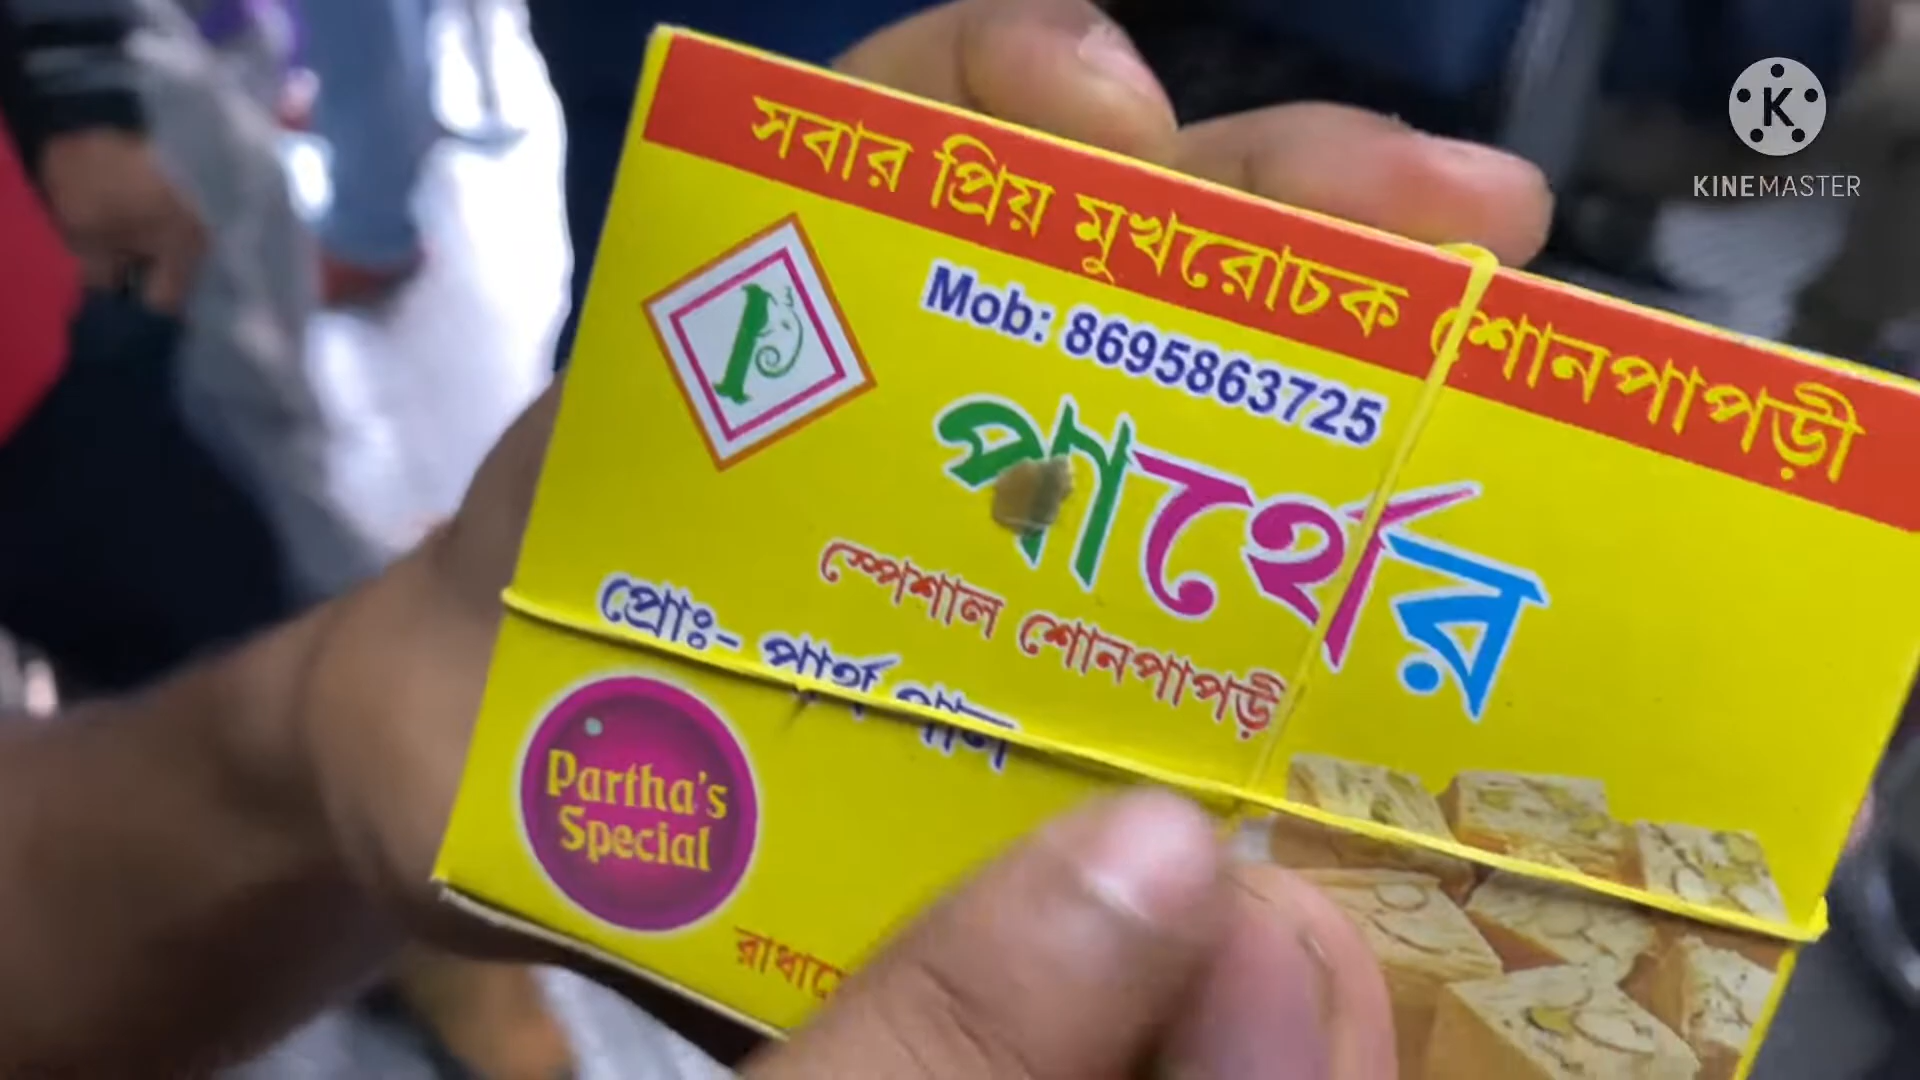 সবার প্রিয় মুখরোচক শোনপাপড়ী
Mob: 8695863725
পার্থের
স্পেশাল শোনপাপড়ী
প্রোঃ- পার্থ পাল
Partha's
Special
KINEMASTER